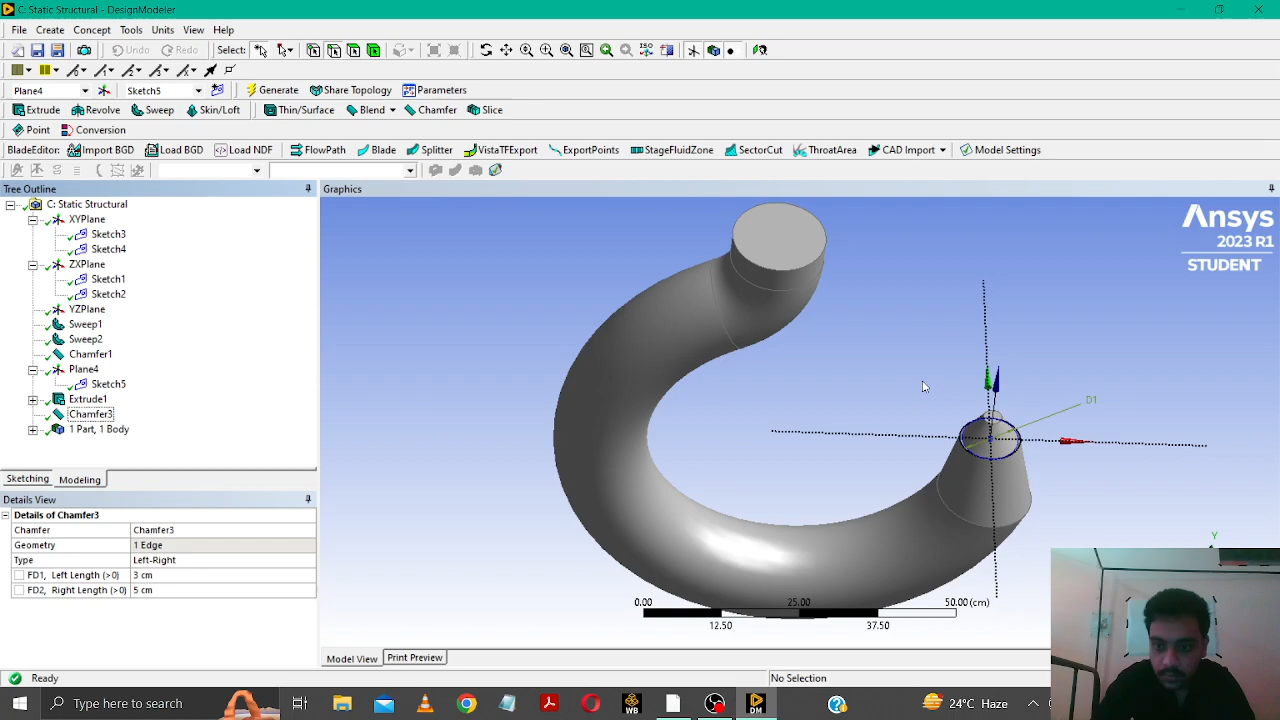 C: Static Structural - DesignModeler
File Create Concept Tools Units View Help
Undo Redo Select:
Plane4 Sketch5 Generate Share Topology Parameters
Extrude Revolve Sweep Skin/Loft Thin/Surface Blend Chamfer Slice
Point Conversion
BladeEditor: Import BGD Load BGD Load NDF FlowPath Blade Splitter VistaTFExport ExportPoints StageFluidZone SectorCut ThroatArea CAD Import Model Settings
Tree Outline
C: Static Structural
XYPlane
Sketch3
Sketch4
ZXPlane
Sketch1
Sketch2
YZPlane
Sweep1
Sweep2
Chamfer1
Plane4
Sketch5
Extrude1
Chamfer3
1 Part, 1 Body
Sketching Modeling
Details View
Details of Chamfer3
Chamfer Chamfer3
Geometry 1 Edge
Type Left-Right
FD1, Left Length (>0) 3 cm
FD2, Right Length (>0) 5 cm
Graphics
Ansys
2023 R1
STUDENT
D1
Y
0.00 25.00 50.00 (cm)
12.50 37.50
Model View Print Preview
Ready No Selection
Type here to search
WB
DM
24°C Haze